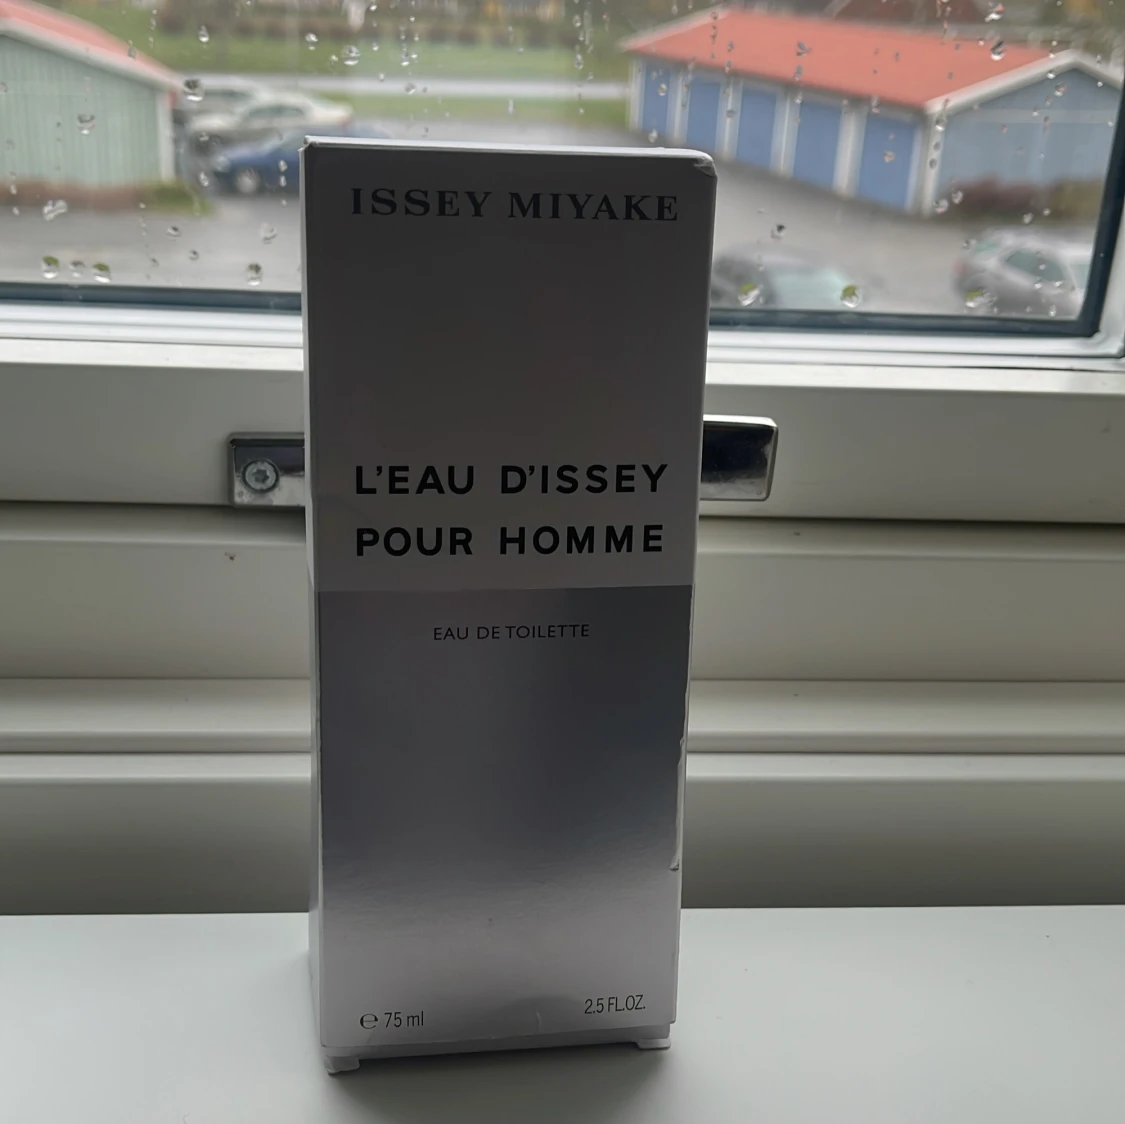 ISSEY MIYAKE
L'EAU D'ISSEY
POUR HOMME
EAU DE TOILETTE
℮ 75 ml
2.5 FL.OZ.